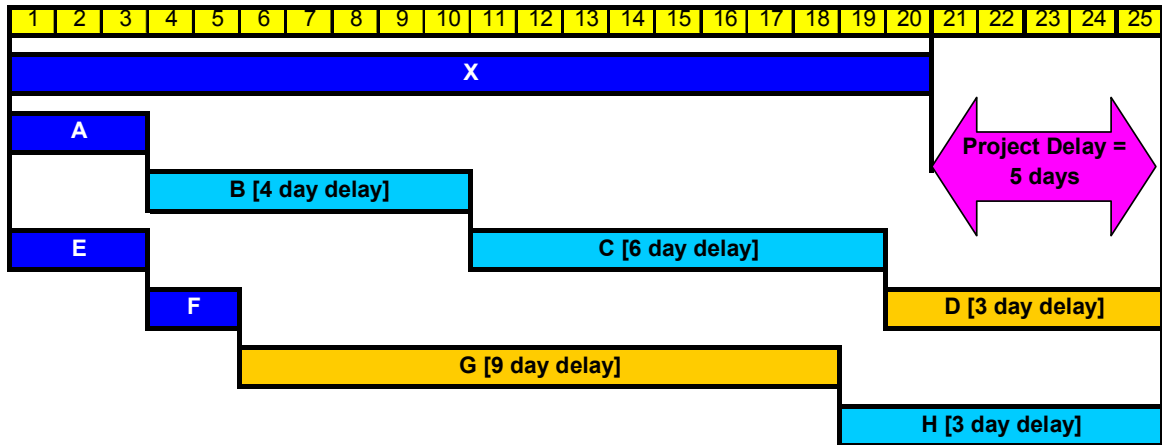 1 2 3 4 5 6 7 8 9 10 11 12 13 14 15 16 17 18 19 20 21 22 23 24 25
X
A
Project Delay =
5 days
B [4 day delay]
E
C [6 day delay]
F
D [3 day delay]
G [9 day delay]
H [3 day delay]